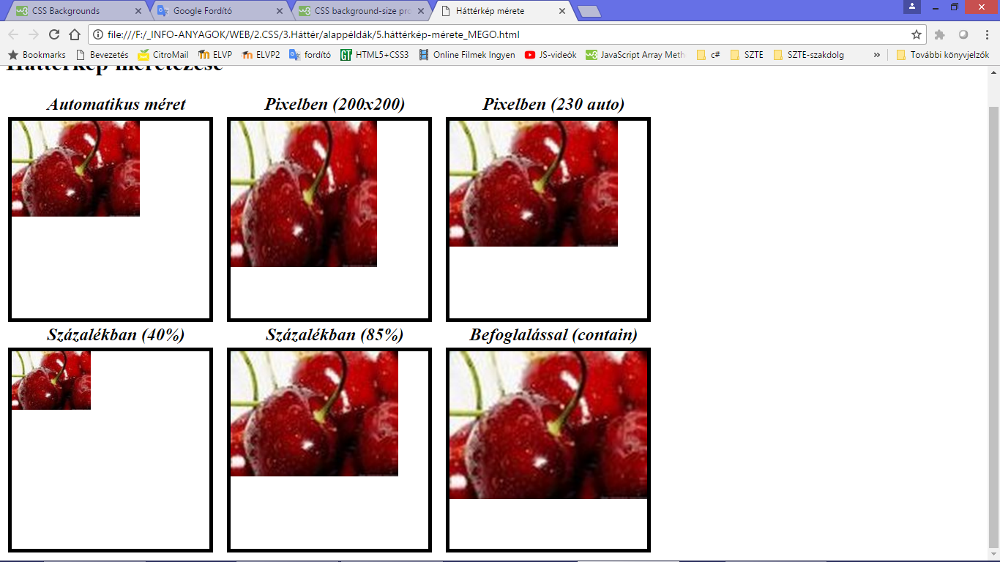 CSS Backgrounds
Google Fordító
CSS background-size pro
Háttérkép mérete
file:///F:/_INFO-ANYAGOK/WEB/2.CSS/3.Háttér/alappéldák/5.háttérkép-mérete_MEGO.html
Bookmarks Bevezetés CitroMail ELVP ELVP2 fordító HTML5+CSS3 Online Filmek Ingyen JS-videók JavaScript Array Meth c# SZTE SZTE-szakdolg » További könyvjelzők
Háttérkép méretezése
Automatikus méret Pixelben (200x200) Pixelben (230 auto)
Százalékban (40%) Százalékban (85%) Befoglalással (contain)